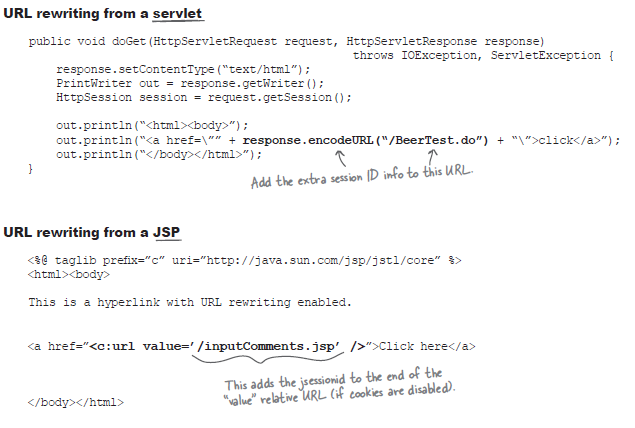 URL rewriting from a servlet
public void doGet(HttpServletRequest request, HttpServletResponse response)
throws IOException, ServletException {
response.setContentType(“text/html”);
PrintWriter out = response.getWriter();
HttpSession session = request.getSession();
out.println(“<html><body>”);
out.println(“<a href=\”” + response.encodeURL(“/BeerTest.do”) + “\”>click</a>”);
out.println(“</body></html>”);
}
Add the extra session ID info to this URL.
URL rewriting from a JSP
<%@ taglib prefix=”c” uri=”http://java.sun.com/jsp/jstl/core” %>
<html><body>
This is a hyperlink with URL rewriting enabled.
<a href=”<c:url value=’/inputComments.jsp’ />”>Click here</a>
This adds the jsessionid to the end of the
“value” relative URL (if cookies are disabled).
</body></html>